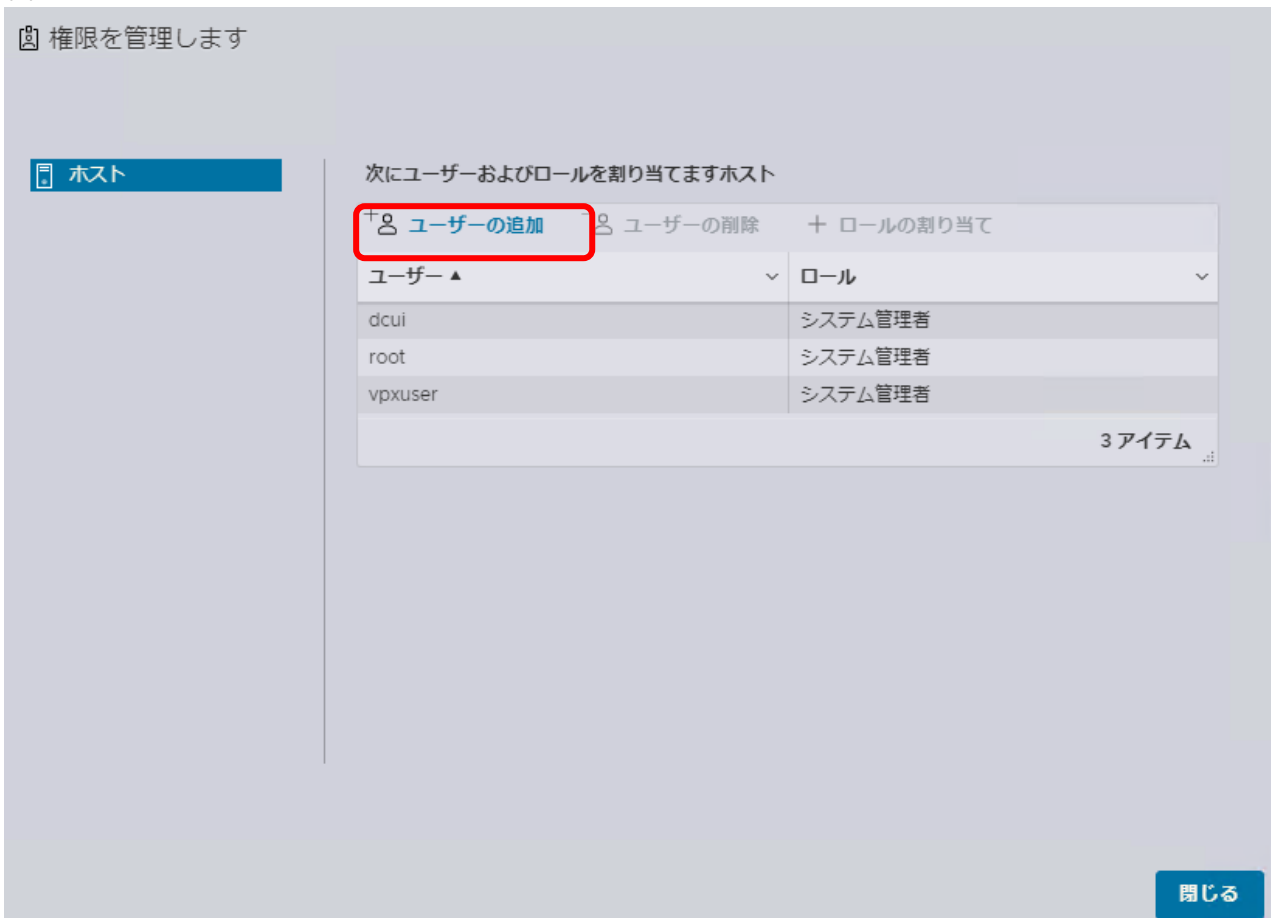 権限を管理します
ホスト
次にユーザーおよびロールを割り当てますホスト
ユーザーの追加 ユーザーの削除 ロールの割り当て
ユーザー ▲ ロール
dcui システム管理者
root システム管理者
vpxuser システム管理者
3 アイテム
閉じる